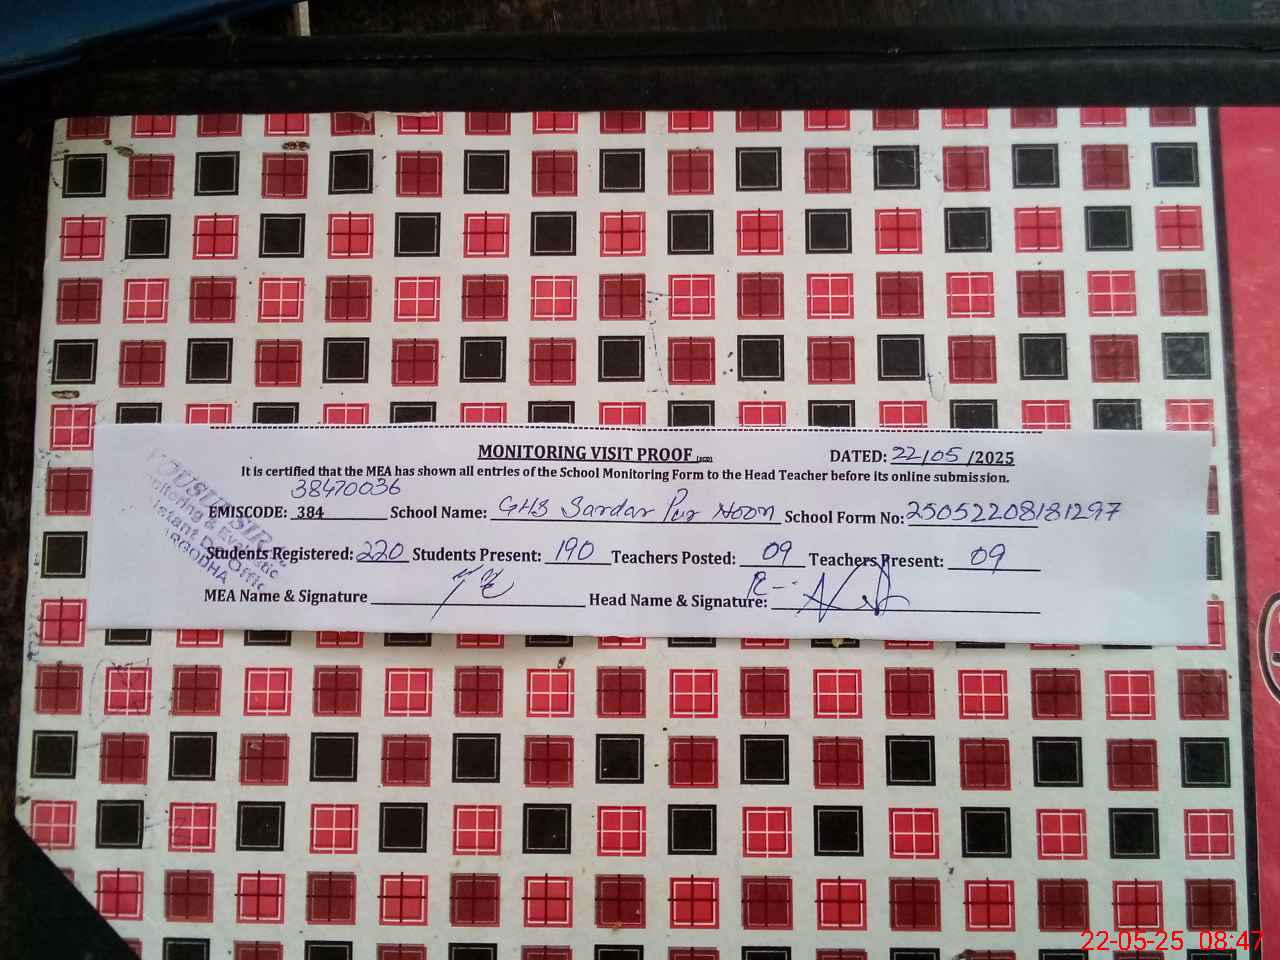 MONITORING VISIT PROOF (SCD) DATED: 22/05/2025
It is certified that the MEA has shown all entries of the School Monitoring Form to the Head Teacher before its online submission.
38470036
EMISCODE: 384 School Name: GHS Sardar Pur Noon School Form No: 25052208181297
Students Registered: 220 Students Present: 190 Teachers Posted: 09 Teachers Present: 09
MEA Name & Signature Head Name & Signature:
SARGODHA
22-05-25 08:47